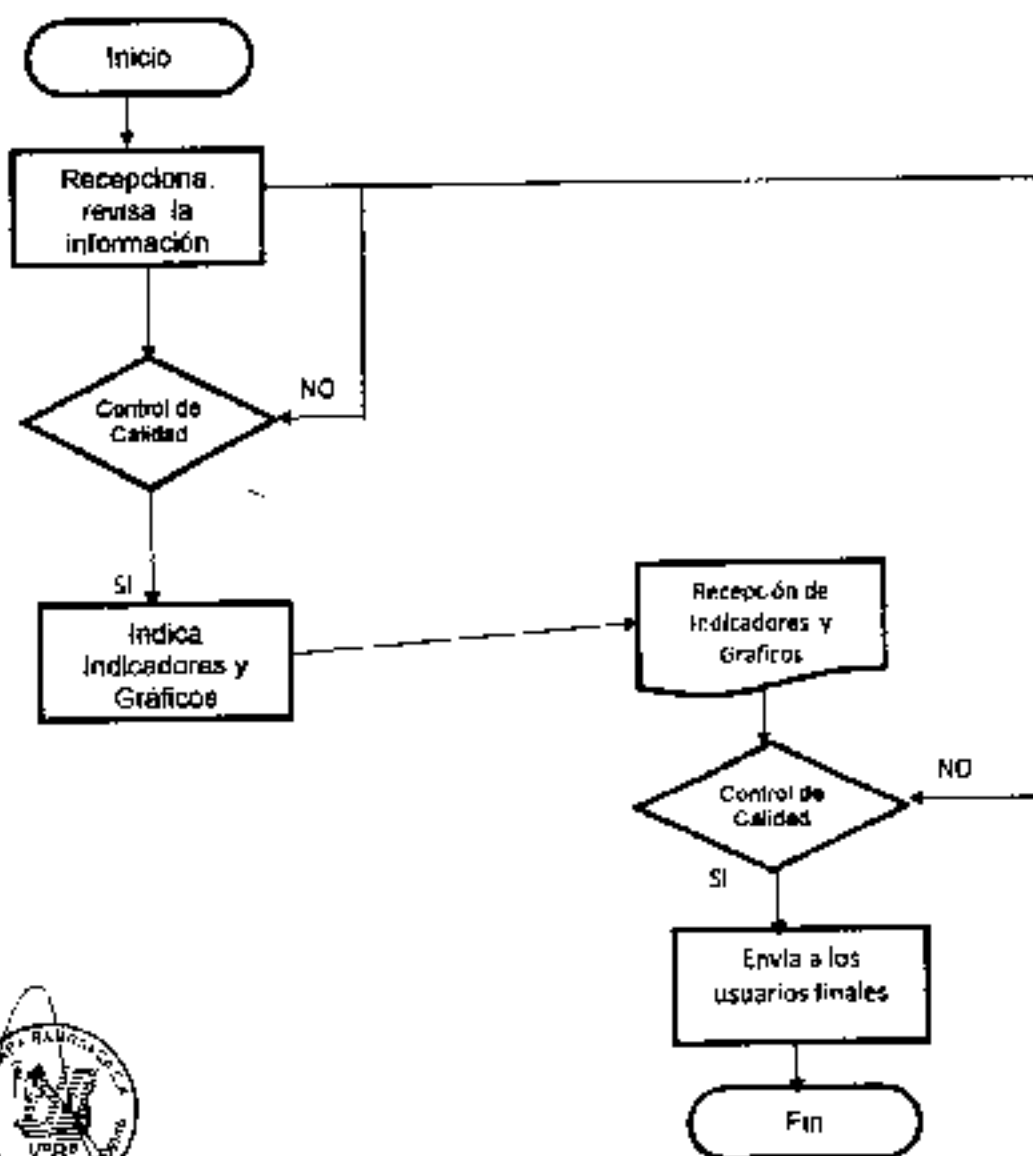 Inicio
Recepciona.
revisa la
información
NO
Control de
Calidad
SI
Indica
Indicadores y
Gráficos
Recepción de
Indicadores y
Graficos
NO
Control de
Calidad
SI
Envia a los
usuarios finales
Fin
VºBº